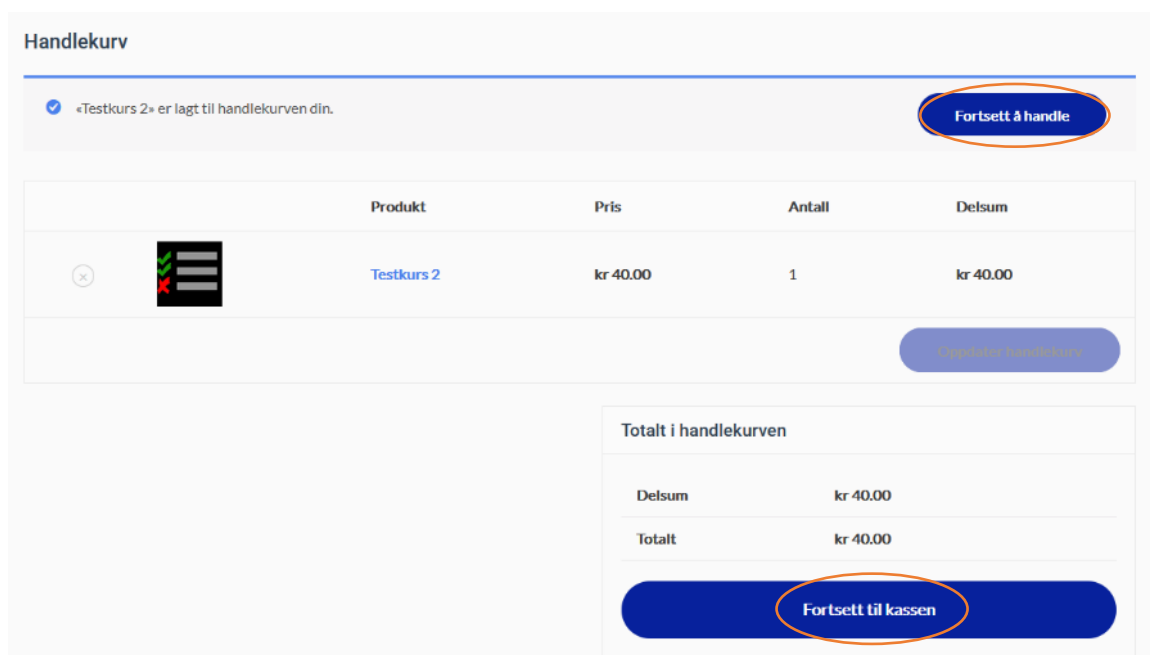 Handlekurv
«Testkurs 2» er lagt til handlekurven din.
Fortsett å handle
Produkt Pris Antall Delsum
Testkurs 2 kr 40.00 1 kr 40.00
Oppdater handlekurv
Totalt i handlekurven
Delsum kr 40.00
Totalt kr 40.00
Fortsett til kassen